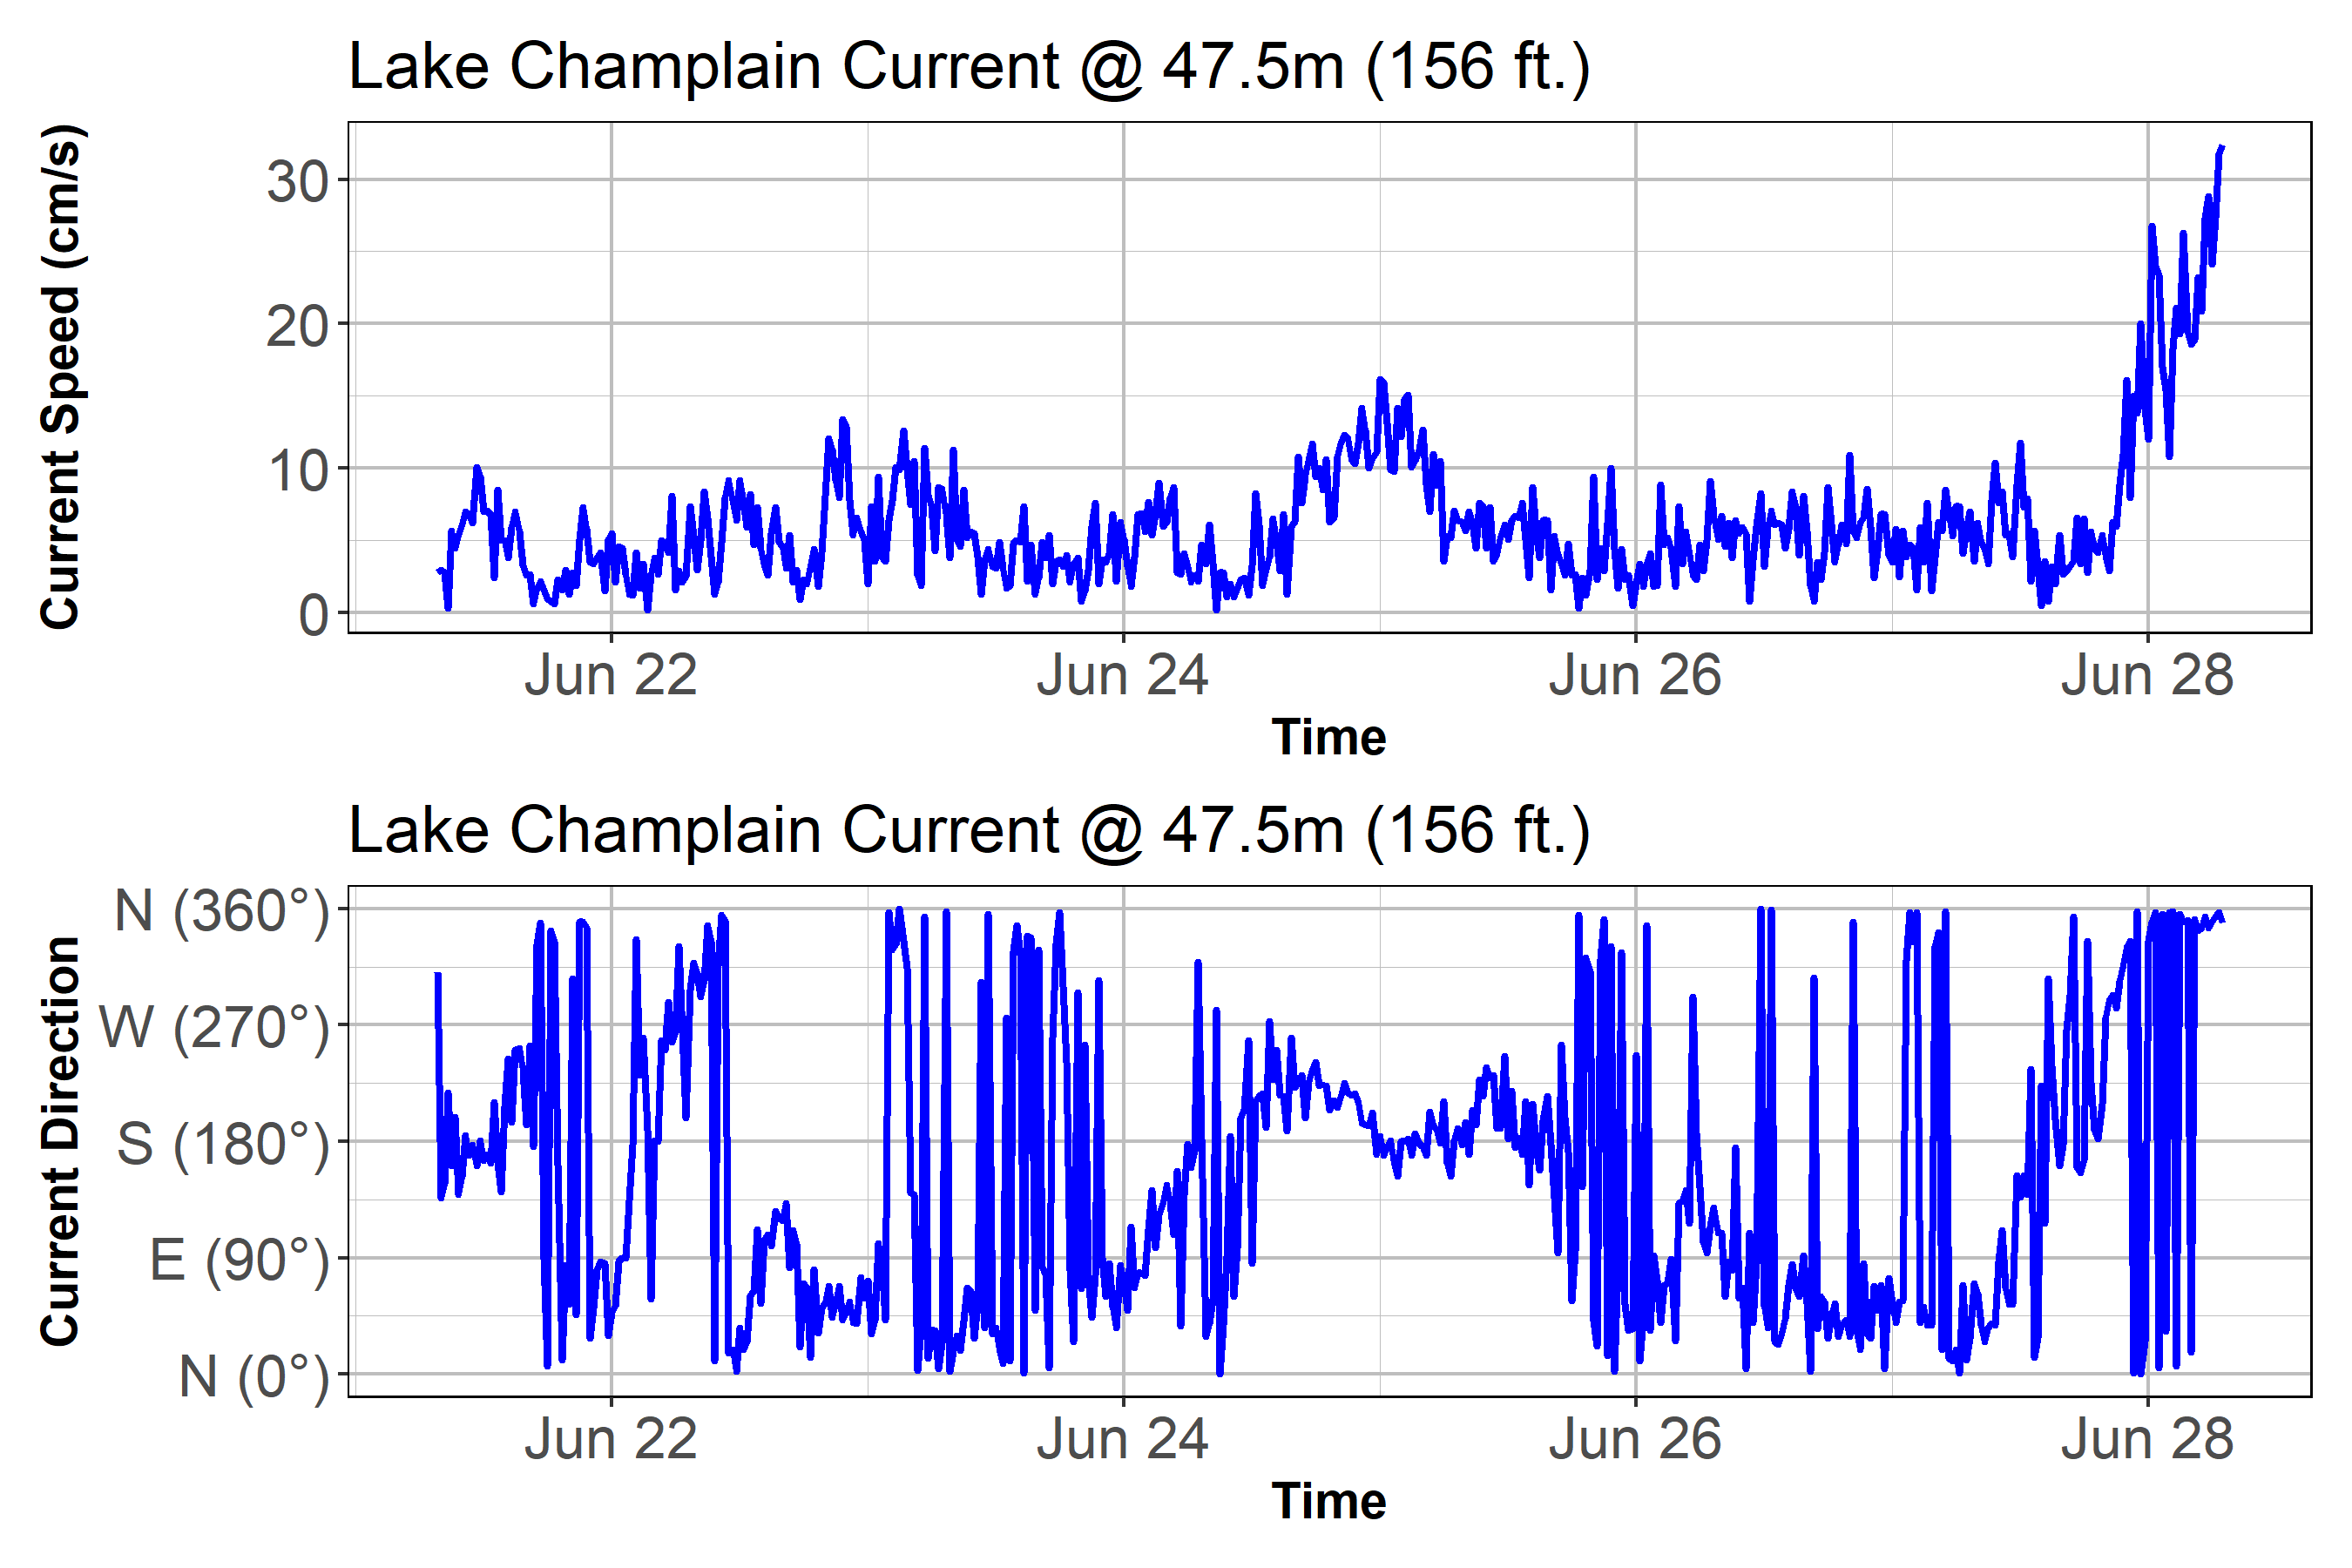 Lake Champlain Current @ 47.5m (156 ft.)
Current Speed (cm/s)
30
20
10
0
Jun 22 Jun 24 Jun 26 Jun 28
Time
Lake Champlain Current @ 47.5m (156 ft.)
Current Direction
N (360°)
W (270°)
S (180°)
E (90°)
N (0°)
Jun 22 Jun 24 Jun 26 Jun 28
Time